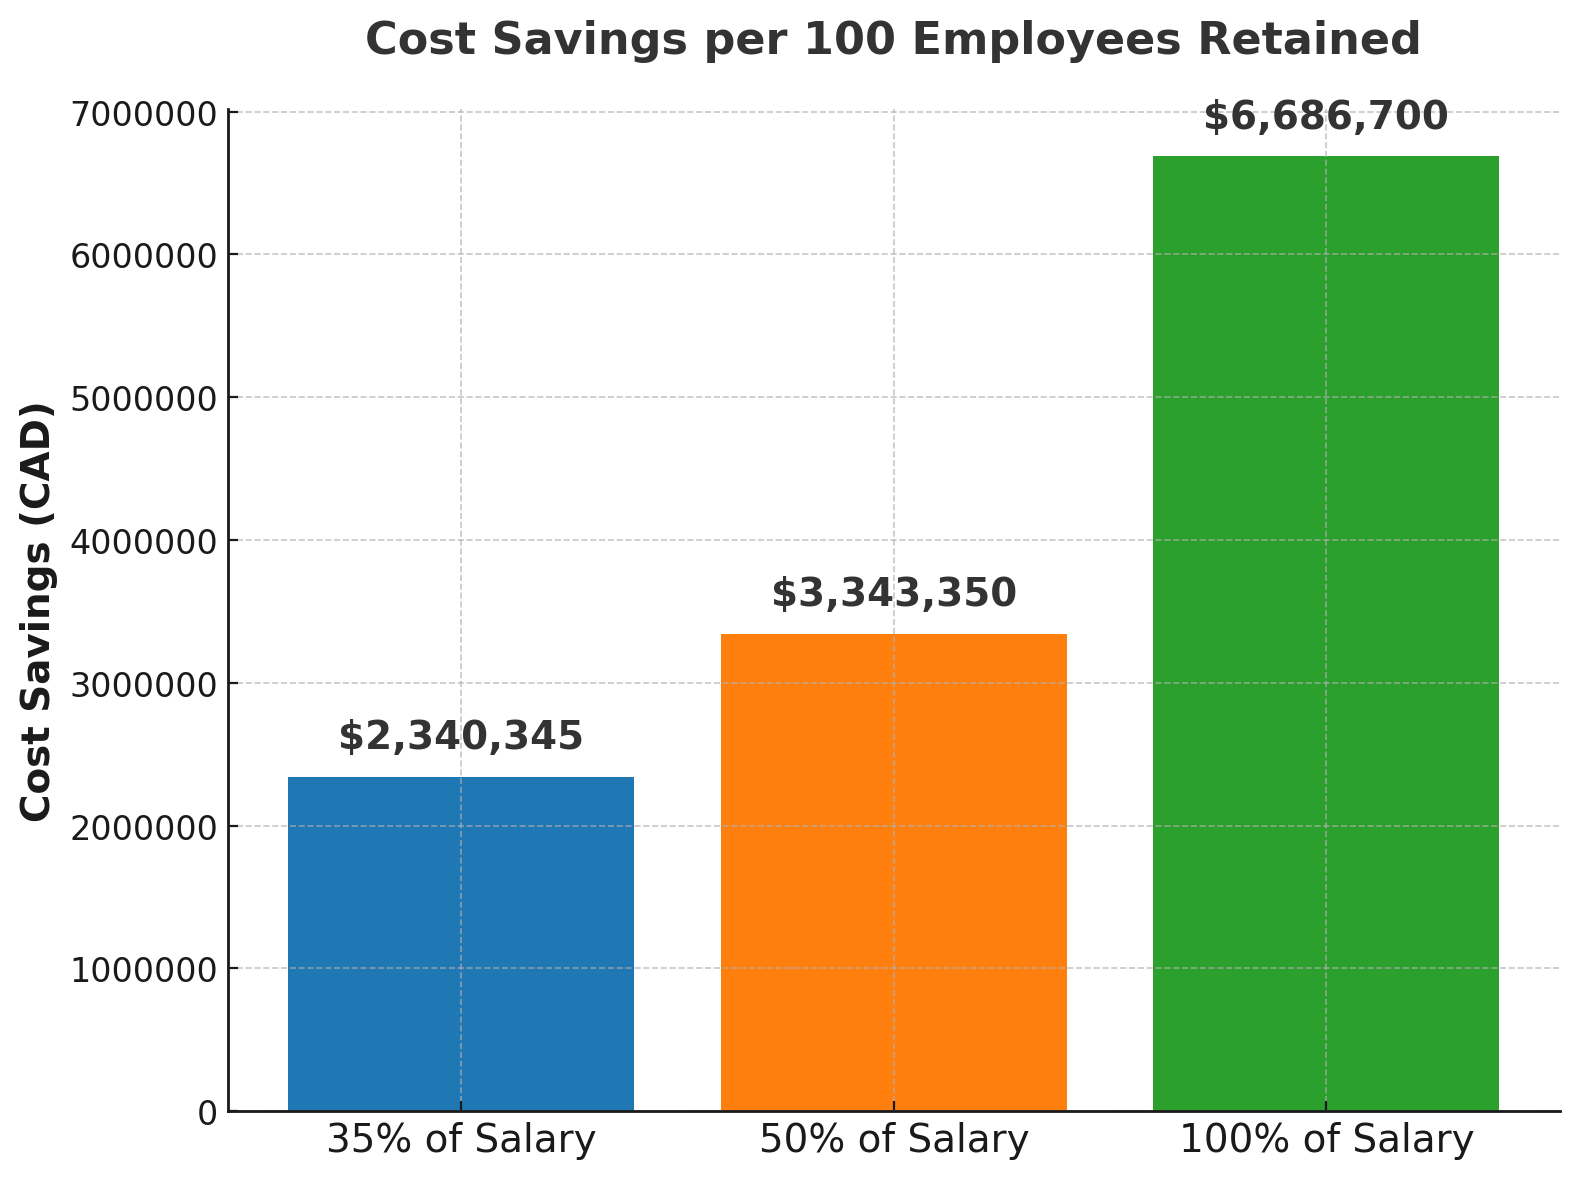 Cost Savings per 100 Employees Retained
Cost Savings (CAD)
7000000
6000000
5000000
4000000
3000000
2000000
1000000
0
$2,340,345
$3,343,350
$6,686,700
35% of Salary
50% of Salary
100% of Salary